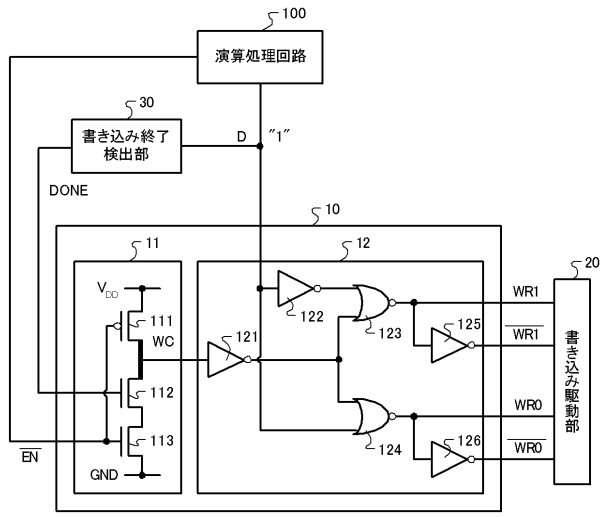 100
演算処理回路
30
書き込み終了
検出部
D
"1"
DONE
10
11
12
20
VDD
111
WC
121
122
123
WR1
125
WR1
書き込み駆動部
112
113
124
WR0
126
WR0
EN
GND